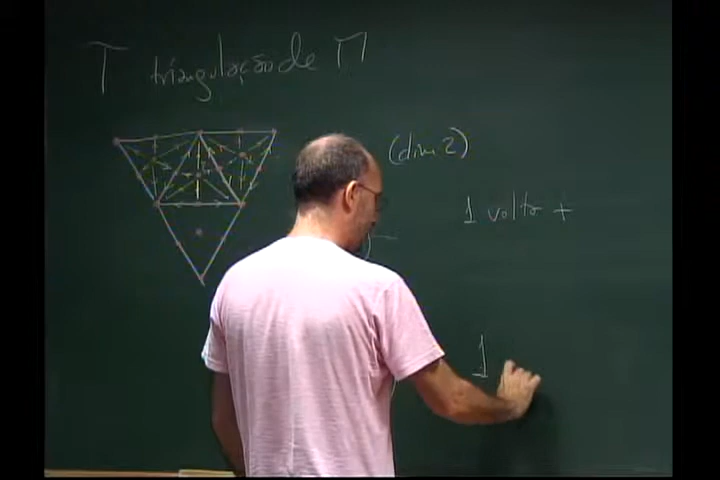 T triangulação de M
(dim 2)
1 volta +
1